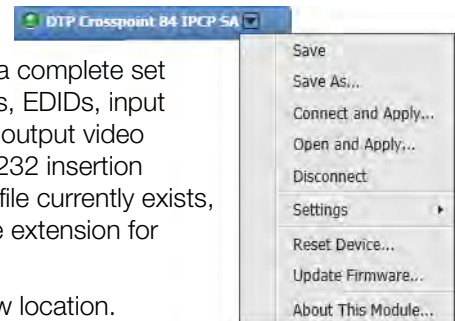 DTP Crosspoint 84 IPCP SA
a complete set
s, EDIDs, input
output video
232 insertion
file currently exists,
e extension for
w location.
Save
Save As...
Connect and Apply...
Open and Apply...
Disconnect
Settings
Reset Device...
Update Firmware...
About This Module...